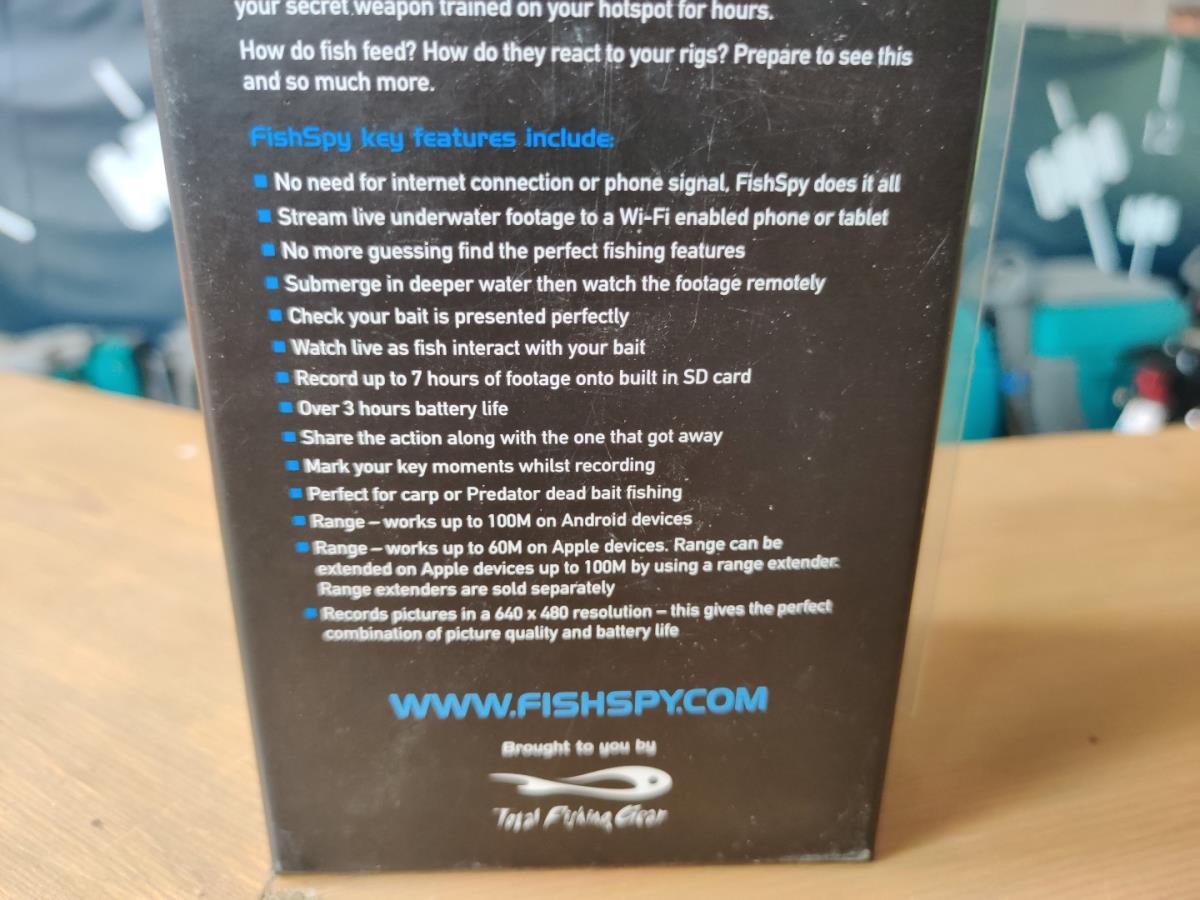 your secret weapon trained on your hotspot for hours.
How do fish feed? How do they react to your rigs? Prepare to see this
and so much more.
FishSpy key features include:
No need for internet connection or phone signal, FishSpy does it all
Stream live underwater footage to a Wi-Fi enabled phone or tablet
No more guessing find the perfect fishing features
Submerge in deeper water then watch the footage remotely
Check your bait is presented perfectly
Watch live as fish interact with your bait
Record up to 7 hours of footage onto built in SD card
Over 3 hours battery life
Share the action along with the one that got away
Mark your key moments whilst recording
Perfect for carp or Predator dead bait fishing
Range – works up to 100M on Android devices
Range – works up to 60M on Apple devices. Range can be
extended on Apple devices up to 100M by using a range extender.
Range extenders are sold separately
Records pictures in a 640 x 480 resolution – this gives the perfect
combination of picture quality and battery life
WWW.FISHSPY.COM
Brought to you by
Total Fishing Gear